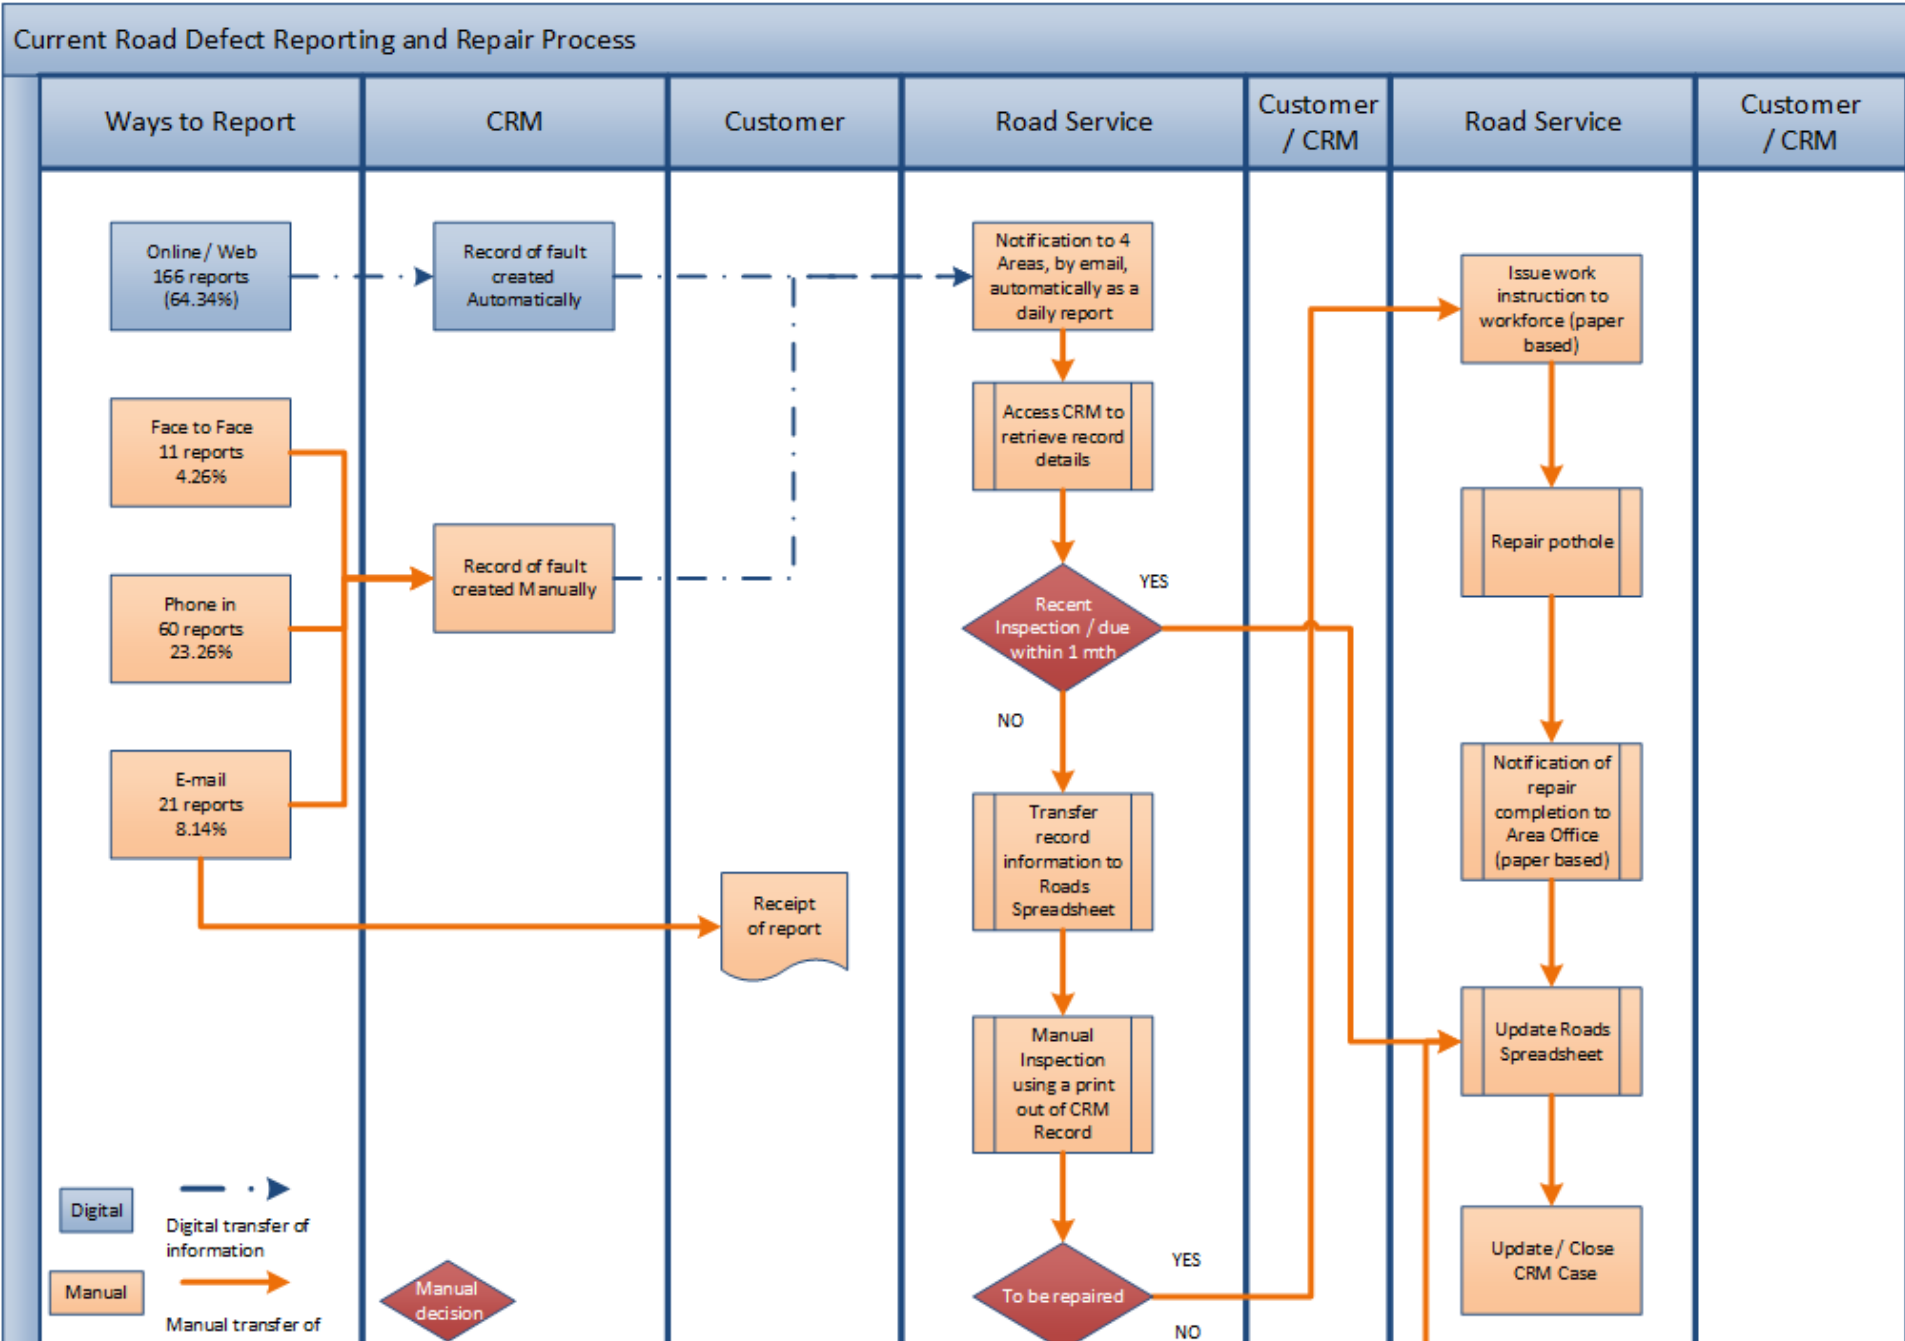 Current Road Defect Reporting and Repair Process
Ways to Report
CRM
Customer
Road Service
Customer
/ CRM
Road Service
Customer
/ CRM
Online / Web
166 reports
(64.34%)
Face to Face
11 reports
4.26%
Phone in
60 reports
23.26%
E-mail
21 reports
8.14%
Digital
Digital transfer of
information
Manual
Manual transfer of
Record of fault
created
Automatically
Record of fault
created Manually
Manual
decision
Receipt
of report
Notification to 4
Areas, by email,
automatically as a
daily report
Access CRM to
retrieve record
details
Recent
Inspection / due
within 1 mth
YES
NO
Transfer
record
information to
Roads
Spreadsheet
Manual
Inspection
using a print
out of CRM
Record
To be repaired
YES
NO
Issue work
instruction to
workforce (paper
based)
Repair pothole
Notification of
repair
completion to
Area Office
(paper based)
Update Roads
Spreadsheet
Update / Close
CRM Case